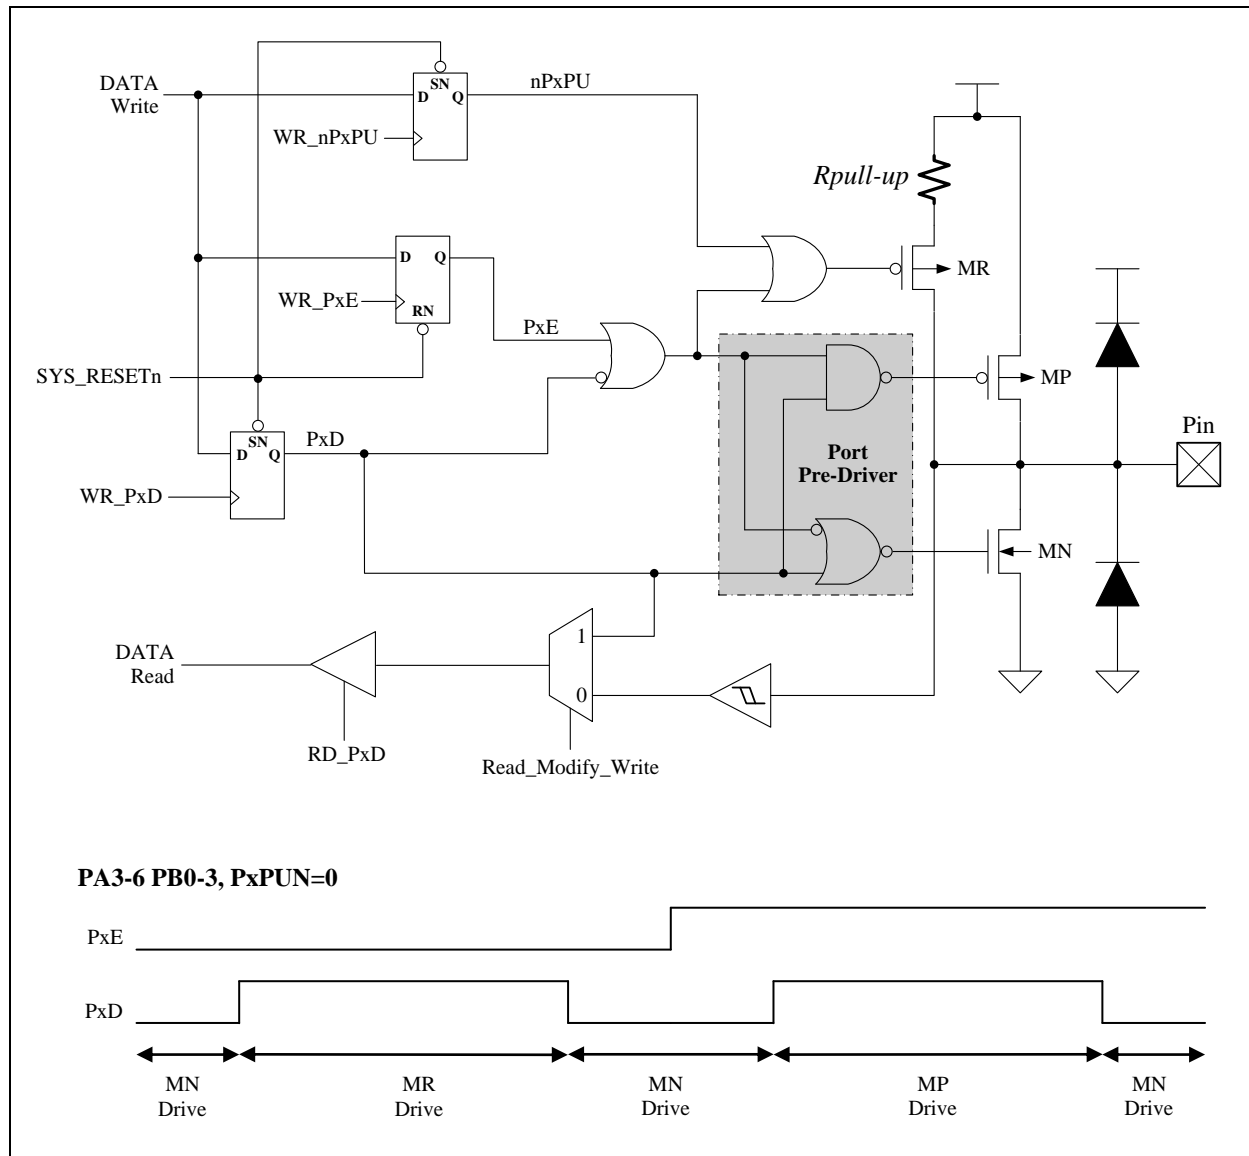 DATA
Write
D
SN
Q
nPxPU
WR_nPxPU
Rpull-up
D
Q
WR_PxE
RN
MR
PxE
SYS_RESETn
MP
D
SN
Q
PxD
Port
Pre-Driver
Pin
WR_PxD
MN
DATA
Read
1
0
RD_PxD
Read_Modify_Write
PA3-6 PB0-3, PxPUN=0
PxE
PxD
MN
Drive
MR
Drive
MN
Drive
MP
Drive
MN
Drive